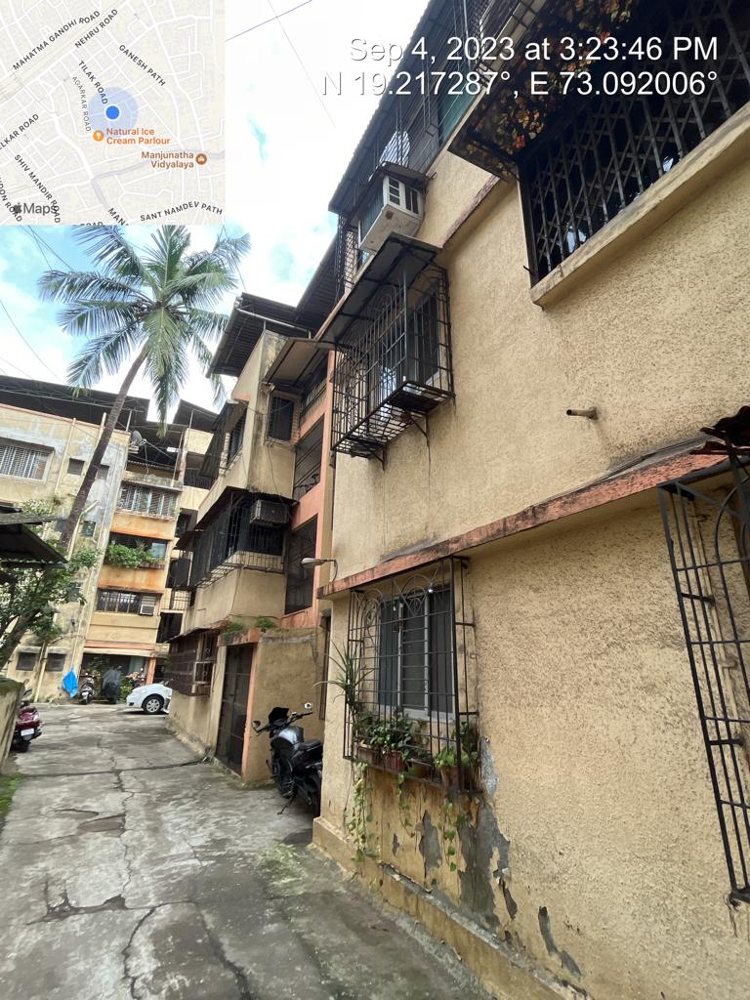 Sep 4, 2023 at 3:23:46 PM
N 19.217287°, E 73.092006°
MAHATMA GANDHI ROAD
NEHRU ROAD
GANESH PATH
TILAK ROAD
AGARKAR ROAD
Natural Ice
Cream Parlour
Manjunatha
Vidyalaya
SHIV MANDIR ROAD
Maps
SANT NAMDEV PATH